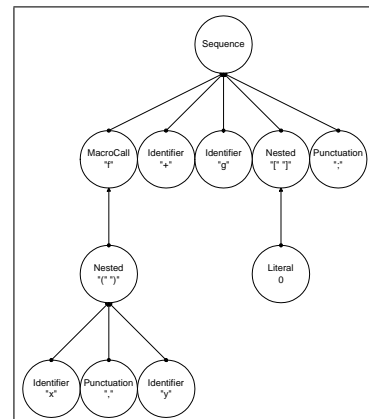 Sequence
MacroCall Identifier Identifier Nested Punctuation
"f" "+" "g" "[" "]" ";"
Nested Literal
"(" ")" 0
Identifier Punctuation Identifier
"x" "," "y"